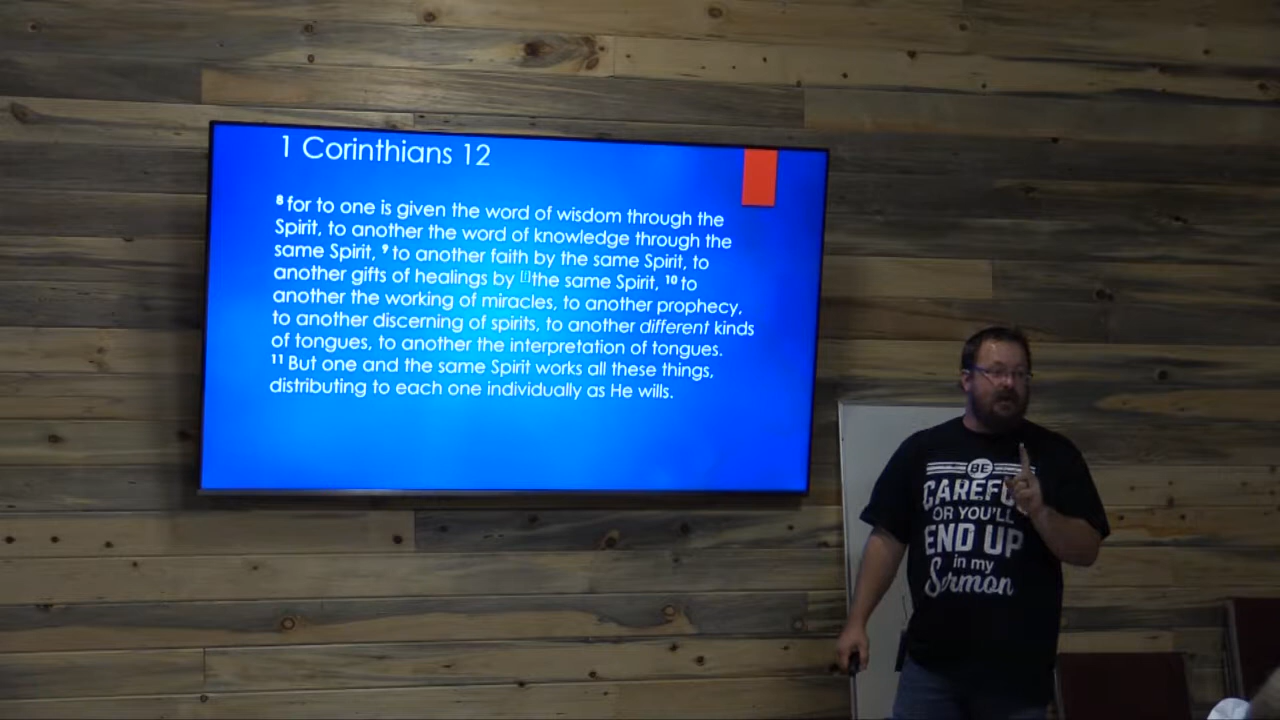 1 Corinthians 12
8 for to one is given the word of wisdom through the
Spirit, to another the word of knowledge through the
same Spirit, 9 to another faith by the same Spirit, to
another gifts of healings by the same Spirit, 10 to
another the working of miracles, to another prophecy,
to another discerning of spirits, to another different kinds
of tongues, to another the interpretation of tongues.
11 But one and the same Spirit works all these things,
distributing to each one individually as He wills.
BE
CAREFU
OR YOU'LL
END UP
in my
Sermon